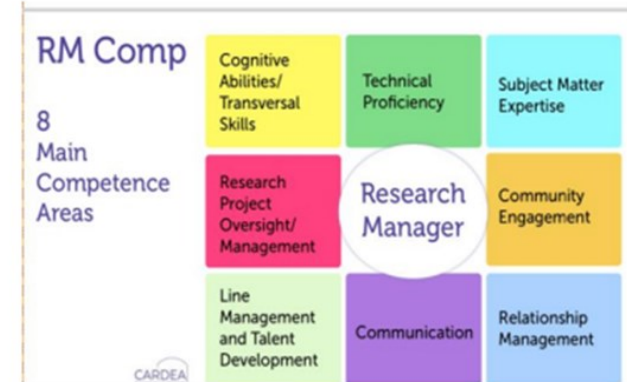 RM Comp
8
Main
Competence
Areas
Cognitive
Abilities/
Transversal
Skills
Technical
Proficiency
Subject Matter
Expertise
Research
Project
Oversight/
Management
Research
Manager
Community
Engagement
Line
Management
and Talent
Development
Communication
Relationship
Management
CARDEA